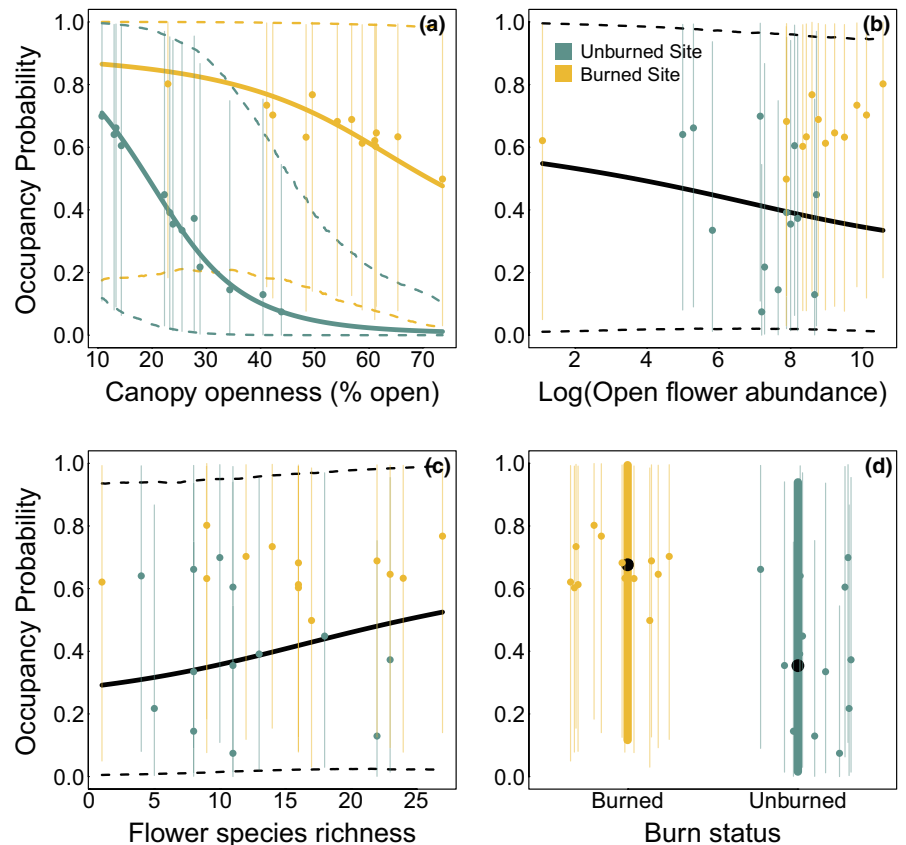 (a)
1.0
0.8
0.6
0.4
0.2
0.0
Occupancy Probability
10 20 30 40 50 60 70
Canopy openness (% open)
(b)
Unburned Site
Burned Site
1.0
0.8
0.6
0.4
0.2
0.0
2 4 6 8 10
Log(Open flower abundance)
(c)
1.0
0.8
0.6
0.4
0.2
0.0
Occupancy Probability
0 5 10 15 20 25
Flower species richness
(d)
1.0
0.8
0.6
0.4
0.2
0.0
Burned Unburned
Burn status